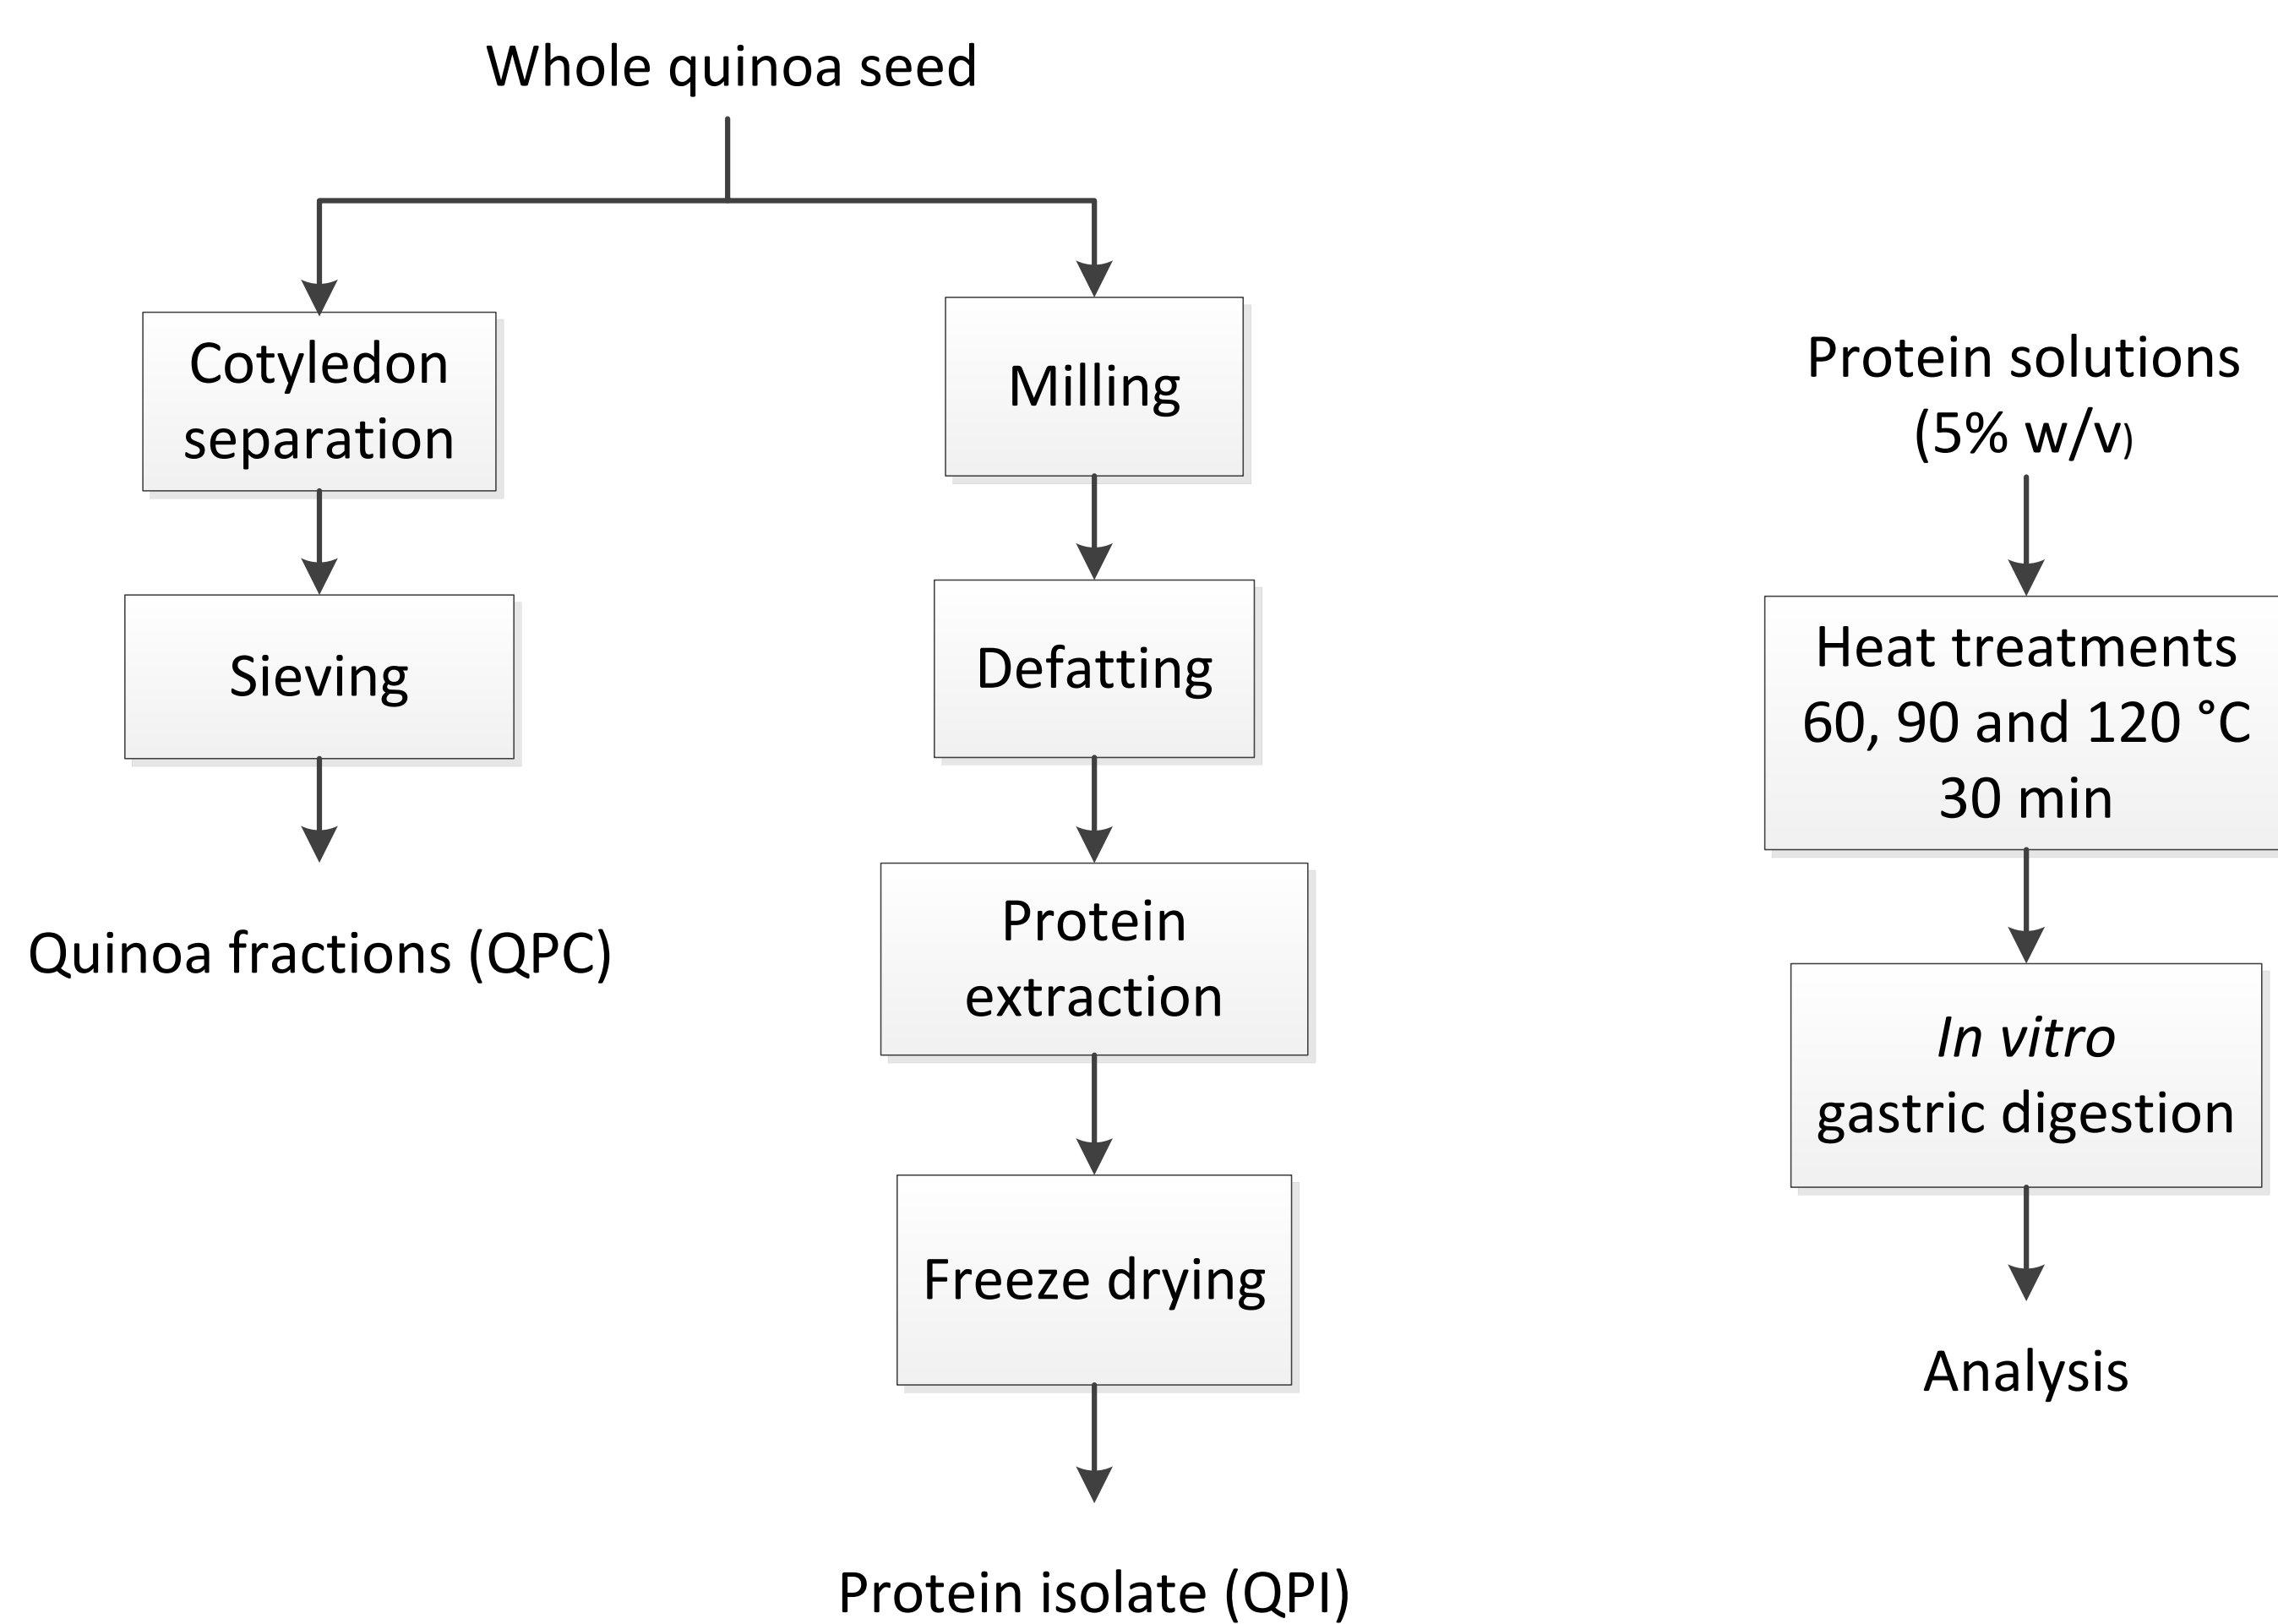 Whole quinoa seed
Cotyledon
separation
Sieving
Quinoa fractions (QPC)
Milling
Defatting
Protein
extraction
Freeze drying
Protein isolate (QPI)
Protein solutions
(5% w/v)
Heat treatments
60, 90 and 120 °C
30 min
In vitro
gastric digestion
Analysis